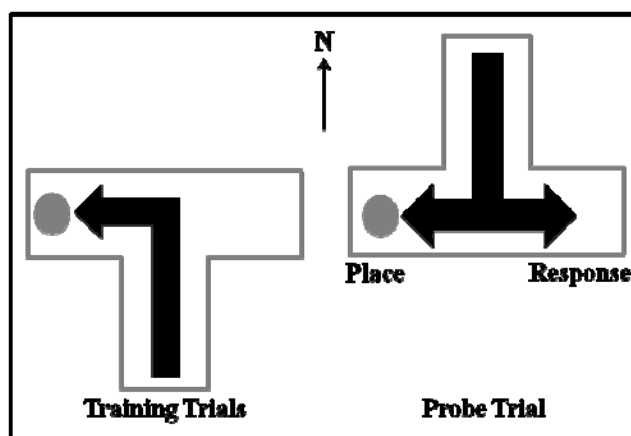 N
Place
Response
Training Trials
Probe Trial